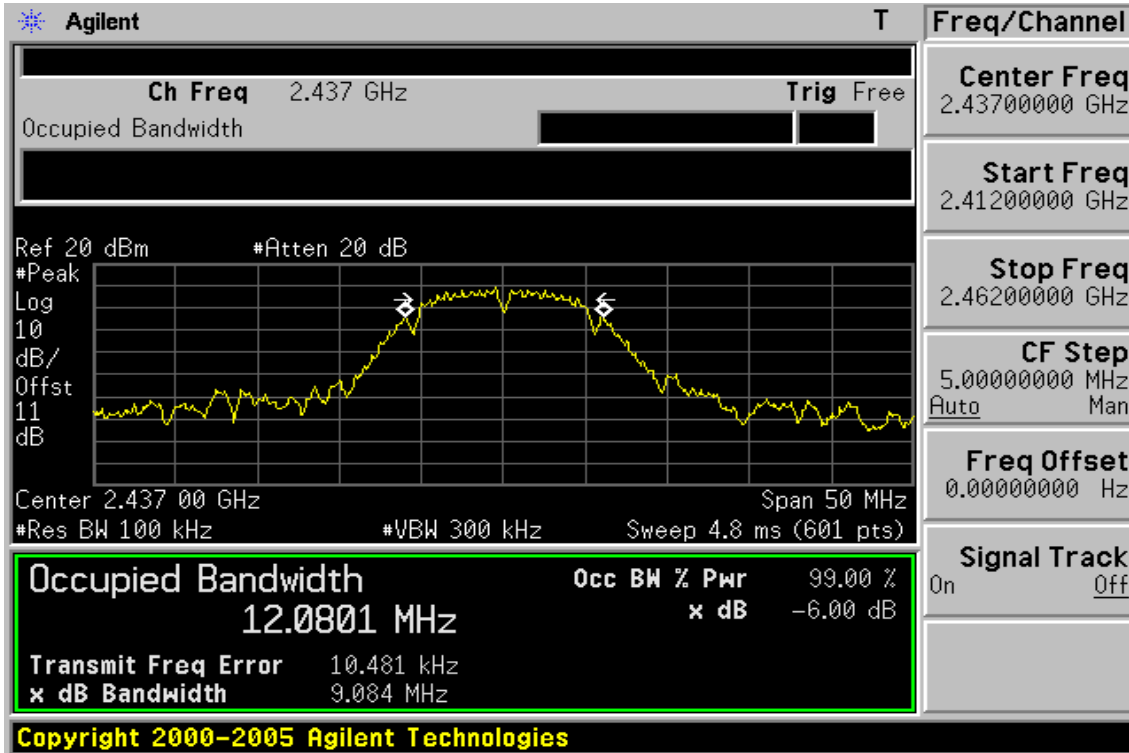 Agilent T
Freq/Channel
Ch Freq 2.437 GHz Trig Free
Occupied Bandwidth
Center Freq
2.43700000 GHz
Start Freq
2.41200000 GHz
Stop Freq
2.46200000 GHz
CF Step
5.00000000 MHz
Auto Man
Freq Offset
0.00000000 Hz
Signal Track
On Off
Ref 20 dBm #Atten 20 dB
#Peak
Log
10
dB/
Offst
11
dB
Center 2.437 00 GHz Span 50 MHz
#Res BW 100 kHz #VBW 300 kHz Sweep 4.8 ms (601 pts)
Occupied Bandwidth Occ BW % Pwr 99.00 %
12.0801 MHz x dB -6.00 dB
Transmit Freq Error 10.481 kHz
x dB Bandwidth 9.084 MHz
Copyright 2000-2005 Agilent Technologies